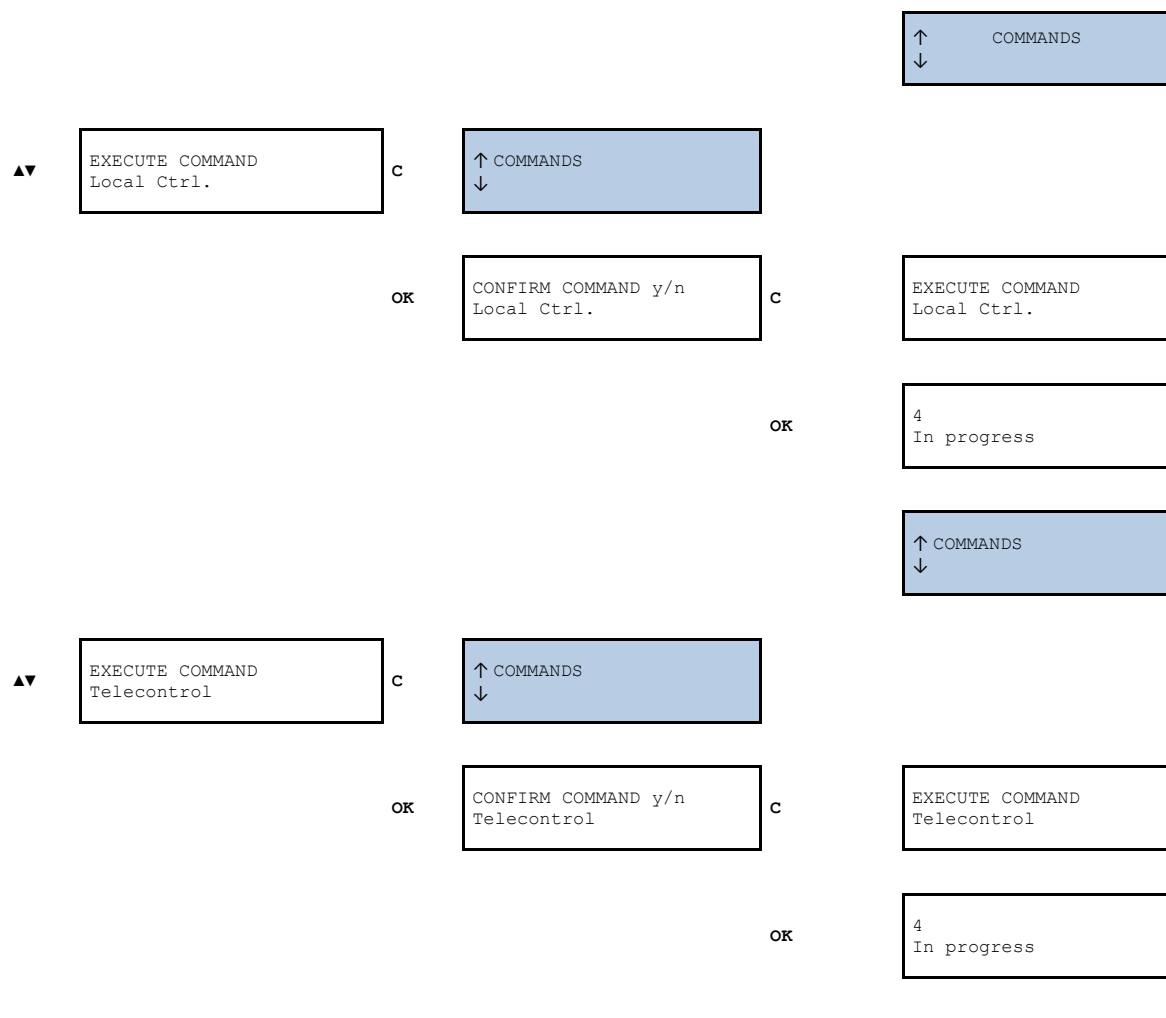 ↑ COMMANDS
↓
▲▼ EXECUTE COMMAND
Local Ctrl.
C
↑ COMMANDS
↓
OK
CONFIRM COMMAND y/n
Local Ctrl.
C
EXECUTE COMMAND
Local Ctrl.
OK
4
In progress
↑ COMMANDS
↓
▲▼ EXECUTE COMMAND
Telecontrol
C
↑ COMMANDS
↓
OK
CONFIRM COMMAND y/n
Telecontrol
C
EXECUTE COMMAND
Telecontrol
OK
4
In progress